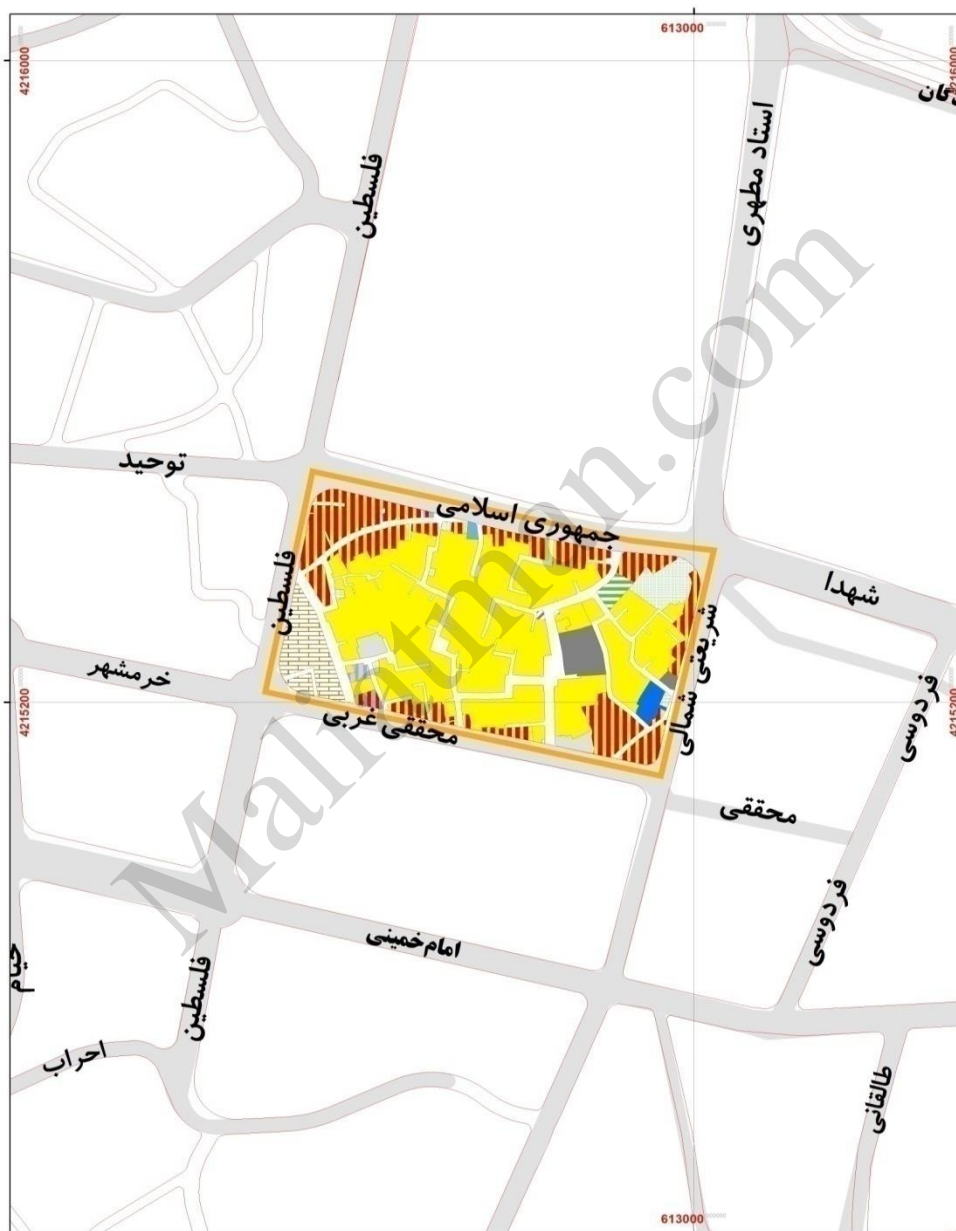 613000
4216000
4216000
استاد مطهری
فلسطین
توحید
جمهوری اسلامی
شهدا
فلسطین
شریعتی شمالی
خرمشهر
فردوسی
4215200
4215200
محققی غربی
محققی
فردوسی
امام خمینی
خیام
فلسطین
احراب
طالقانی
613000
Maliatman.com